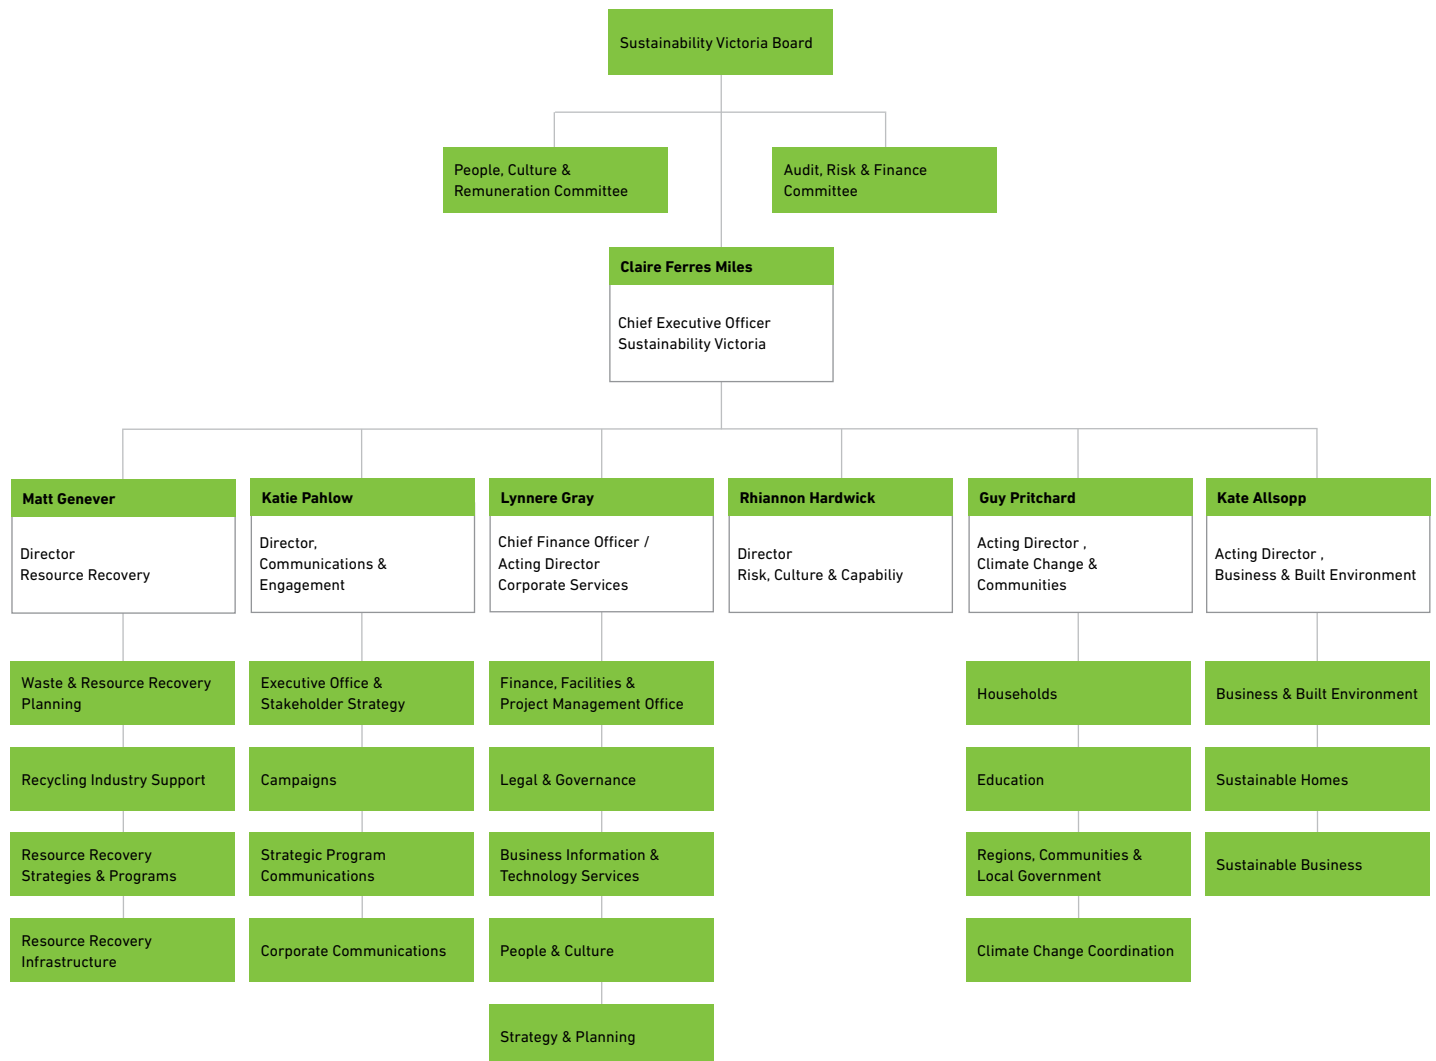 Sustainability Victoria Board
People, Culture &
Remuneration Committee
Audit, Risk & Finance
Committee
Claire Ferres Miles
Chief Executive Officer
Sustainability Victoria
Matt Genever
Director
Resource Recovery
Waste & Resource Recovery
Planning
Recycling Industry Support
Resource Recovery
Strategies & Programs
Resource Recovery
Infrastructure
Katie Pahlow
Director,
Communications &
Engagement
Executive Office &
Stakeholder Strategy
Campaigns
Strategic Program
Communications
Corporate Communications
Lynnere Gray
Chief Finance Officer /
Acting Director
Corporate Services
Finance, Facilities &
Project Management Office
Legal & Governance
Business Information &
Technology Services
People & Culture
Strategy & Planning
Rhiannon Hardwick
Director
Risk, Culture & Capabiliy
Guy Pritchard
Acting Director ,
Climate Change &
Communities
Households
Education
Regions, Communities &
Local Government
Climate Change Coordination
Kate Allsopp
Acting Director ,
Business & Built Environment
Business & Built Environment
Sustainable Homes
Sustainable Business